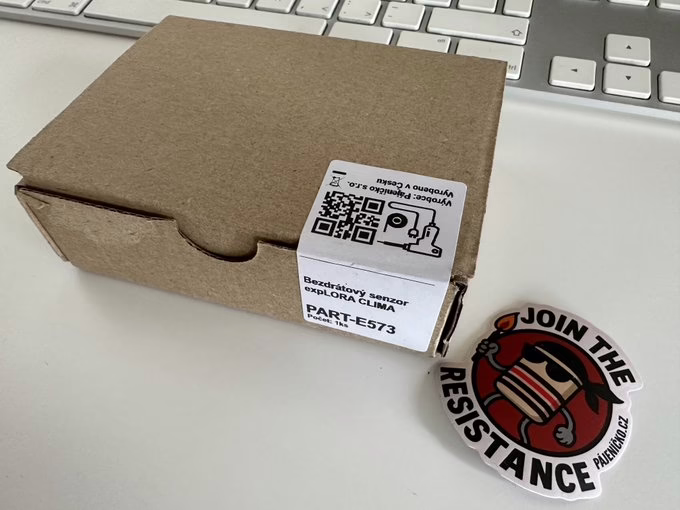 Výrobce: Pájeníčko s.r.o.
Vyrobeno v Česku
Bezdrátový senzor
expLORA CLIMA
PART-E573
Počet: 1ks
JOIN THE
RESISTANCE
PÁJENÍČKO.CZ